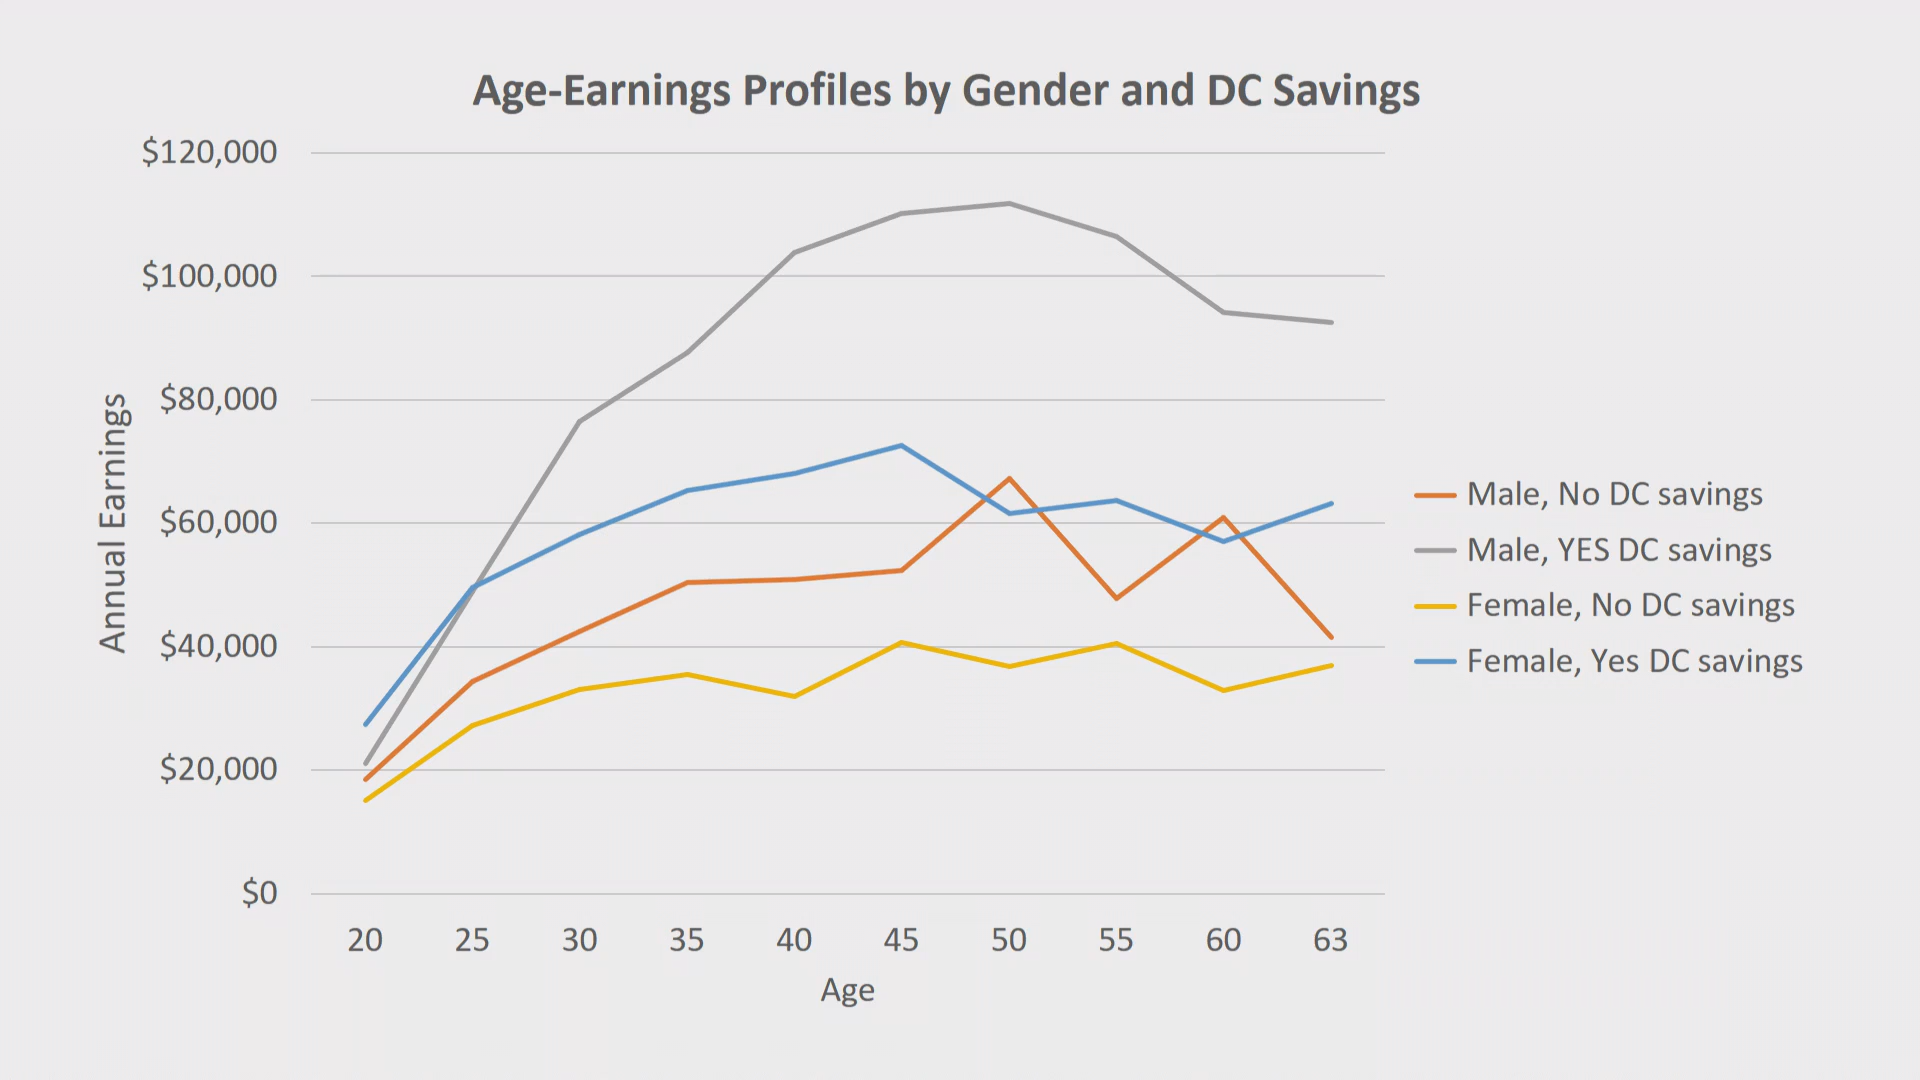 Age-Earnings Profiles by Gender and DC Savings
$120,000
$100,000
$80,000
$60,000
$40,000
$20,000
$0
Annual Earnings
20 25 30 35 40 45 50 55 60 63
Age
Male, No DC savings
Male, YES DC savings
Female, No DC savings
Female, Yes DC savings